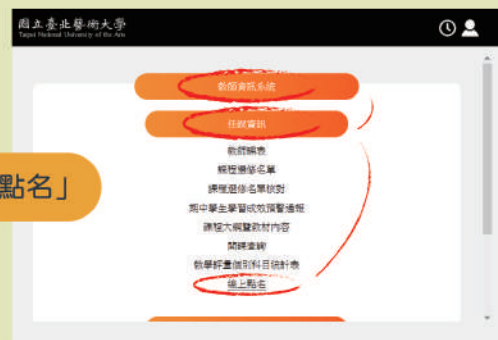 國立臺北藝術大學
Taipei National University of the Arts
教師資訊系統
任課資訊
教師課表
課程選修名單
點名」
課程選修名單核對
期中學生學習成效預警通報
課程大綱暨教材內容
開課查詢
教學評量個別科目統計表
線上點名